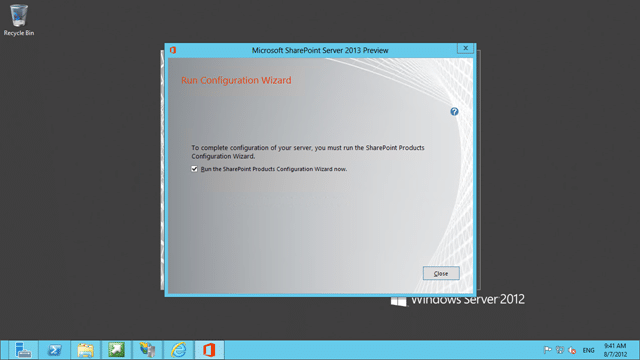 Recycle Bin
Microsoft SharePoint Server 2013 Preview
Run Configuration Wizard
To complete configuration of your server, you must run the SharePoint Products
Configuration Wizard.
Run the SharePoint Products Configuration Wizard now.
Close
Windows Server 2012
ENG
9:41 AM
8/7/2012